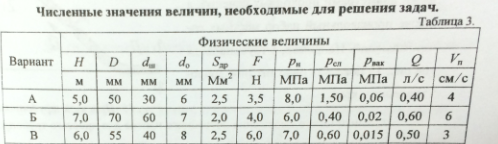 Численные значения величин, необходимые для решения задач.
Таблица 3.
Вариант Физические величины
H D dш dо Sдр F pн pсл pвак Q Vп
м мм мм мм Мм² Н МПа МПа МПа л/с см/с
А 5,0 50 30 6 2,5 3,5 8,0 1,50 0,06 0,40 4
Б 7,0 70 60 7 2,0 4,0 6,0 0,40 0,02 0,60 6
В 6,0 55 40 8 2,5 6,0 7,0 0,60 0,015 0,50 3